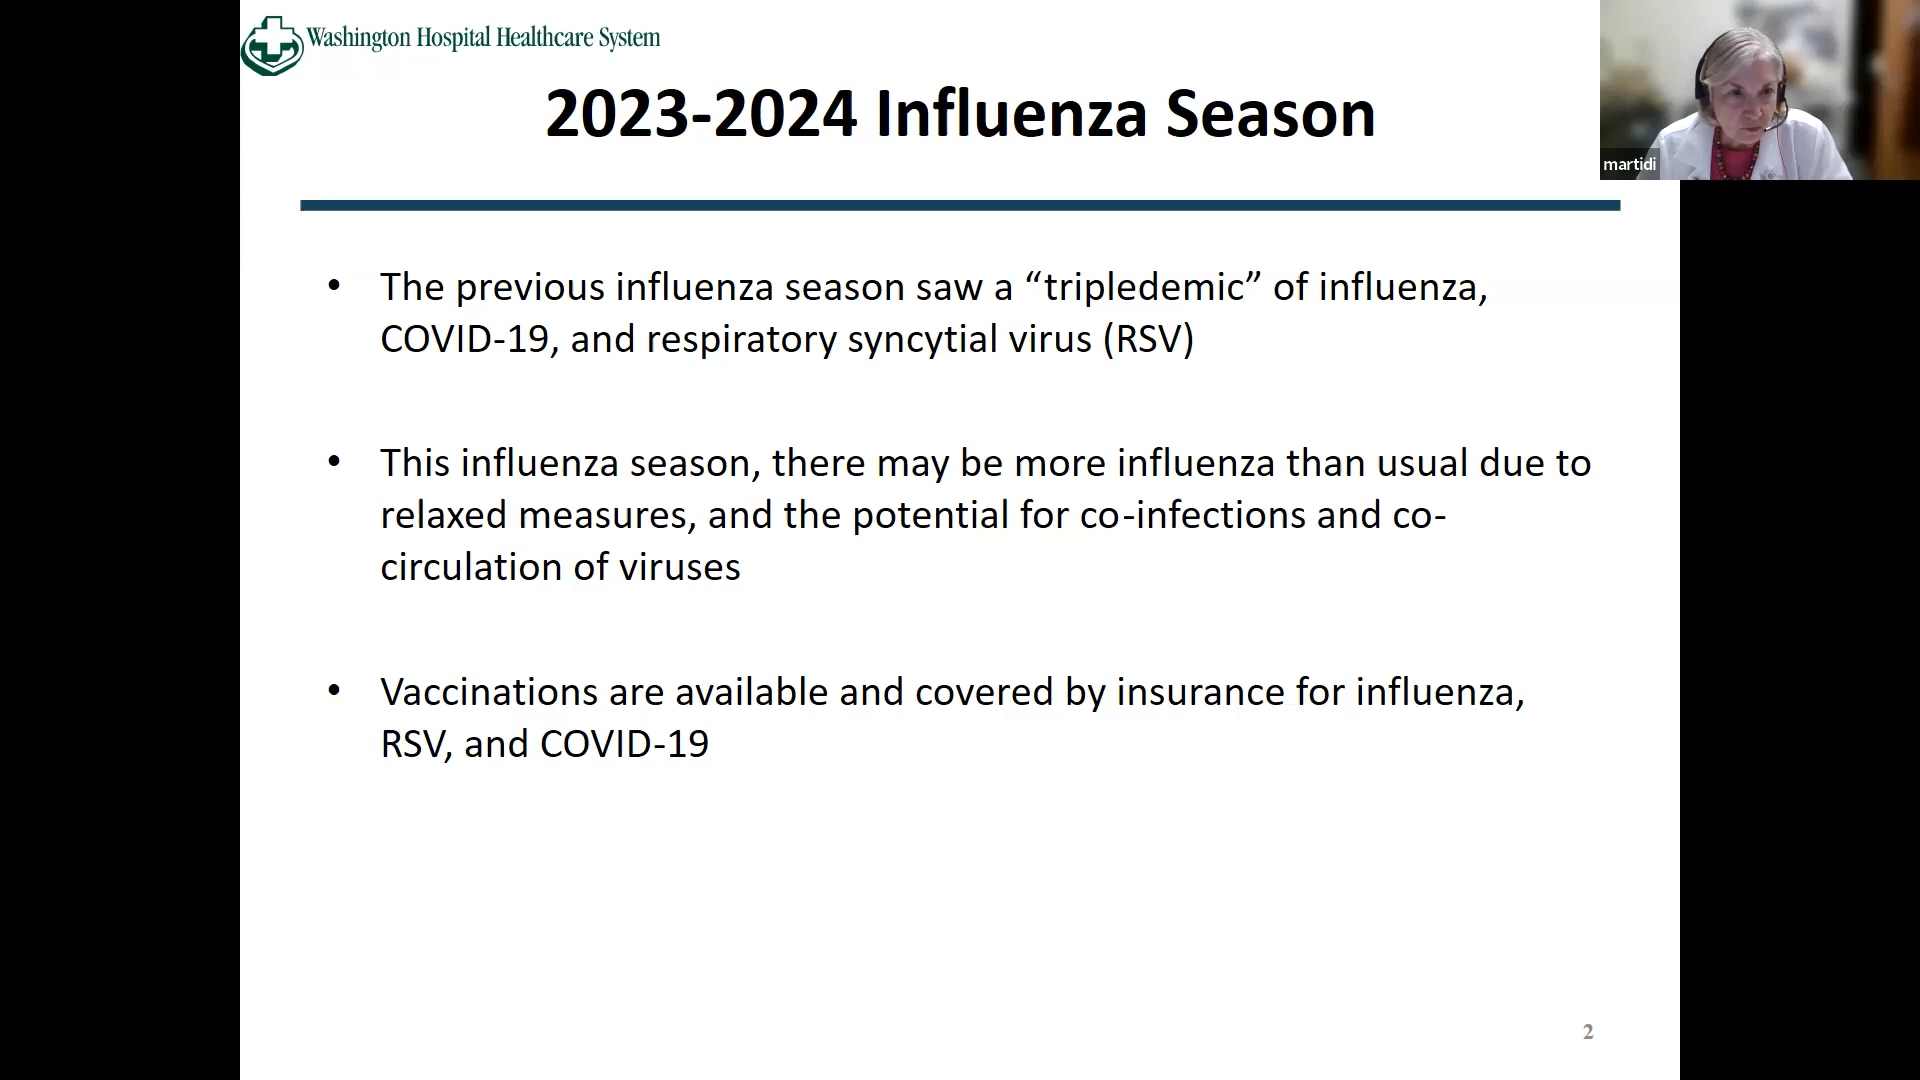 Washington Hospital Healthcare System
2023-2024 Influenza Season
martidi
• The previous influenza season saw a “tripledemic” of influenza,
COVID-19, and respiratory syncytial virus (RSV)
• This influenza season, there may be more influenza than usual due to
relaxed measures, and the potential for co-infections and co-
circulation of viruses
• Vaccinations are available and covered by insurance for influenza,
RSV, and COVID-19
2